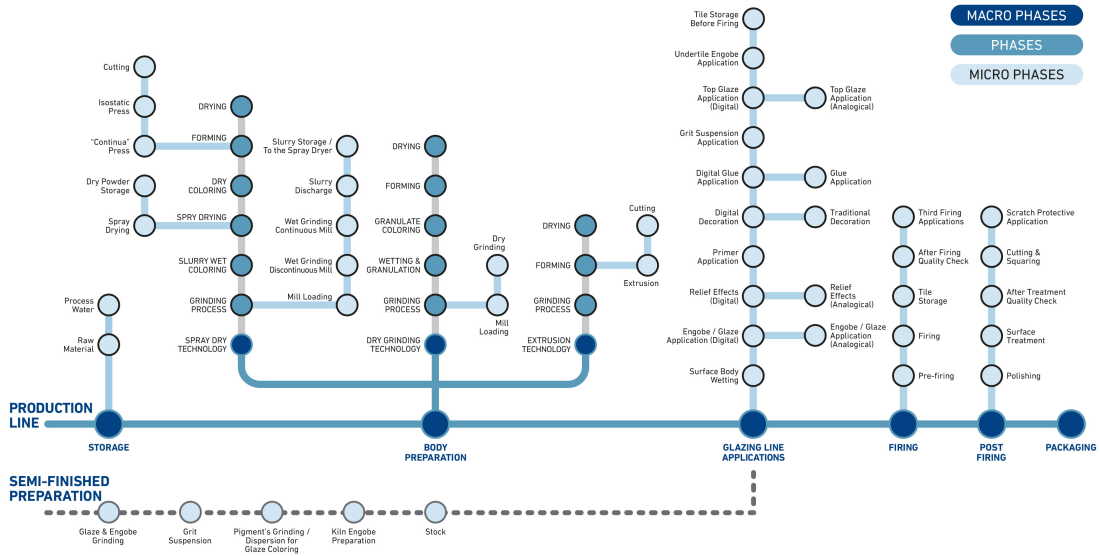 MACRO PHASES
PHASES
MICRO PHASES
Cutting
Isostatic
Press
"Continua"
Press
Dry Powder
Storage
Spray
Drying
Process
Water
Raw
Material
DRYING
FORMING
DRY
COLORING
SPRY DRYING
SLURRY WET
COLORING
GRINDING
PROCESS
SPRAY DRY
TECHNOLOGY
Slurry Storage /
To the Spray Dryer
Slurry
Discharge
Wet Grinding
Continuous Mill
Wet Grinding
Discontinuous Mill
Mill Loading
DRYING
FORMING
GRANULATE
COLORING
WETTING &
GRANULATION
GRINDING
PROCESS
DRY GRINDING
TECHNOLOGY
Dry
Grinding
Mill
Loading
DRYING
FORMING
GRINDING
PROCESS
EXTRUSION
TECHNOLOGY
Cutting
Extrusion
Tile Storage
Before Firing
Undertile Engobe
Application
Top Glaze
Application
(Digital)
Top Glaze
Application
(Analogical)
Grit Suspension
Application
Digital Glue
Application
Glue
Application
Digital
Decoration
Traditional
Decoration
Primer
Application
Relief Effects
(Digital)
Relief
Effects
(Analogical)
Engobe / Glaze
Application (Digital)
Engobe / Glaze
Application
(Analogical)
Surface Body
Wetting
Third Firing
Applications
After Firing
Quality Check
Tile
Storage
Firing
Pre-firing
Scratch Protective
Application
Cutting &
Squaring
After Treatment
Quality Check
Surface
Treatment
Polishing
PRODUCTION
LINE
STORAGE
BODY
PREPARATION
GLAZING LINE
APPLICATIONS
FIRING
POST
FIRING
PACKAGING
SEMI-FINISHED
PREPARATION
Glaze & Engobe
Grinding
Grit
Suspension
Pigment's Grinding /
Dispersion for
Glaze Coloring
Kiln Engobe
Preparation
Stock